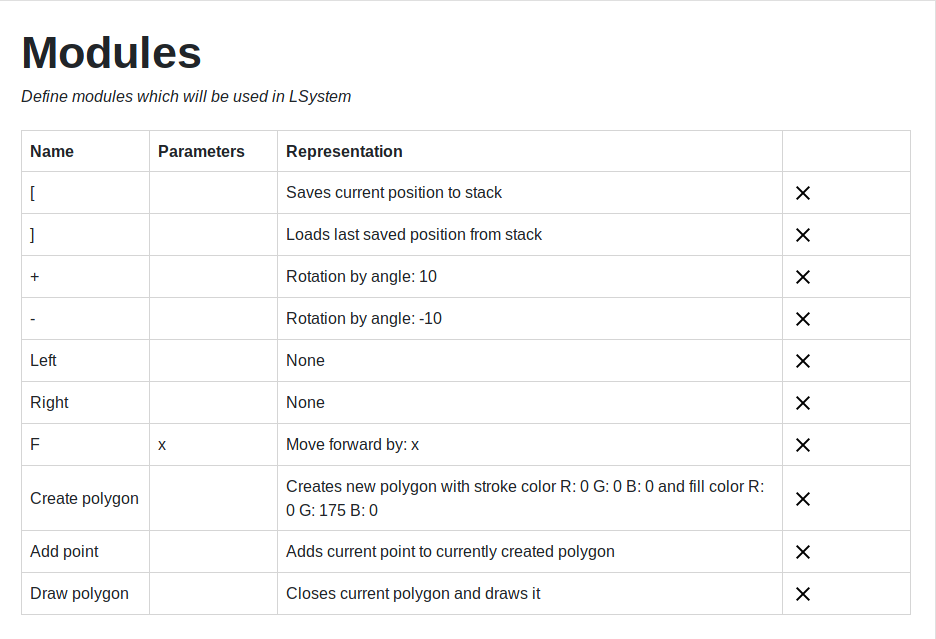 Modules
Define modules which will be used in LSystem
Name Parameters Representation
[ Saves current position to stack
] Loads last saved position from stack
+ Rotation by angle: 10
- Rotation by angle: -10
Left None
Right None
F x Move forward by: x
Create polygon Creates new polygon with stroke color R: 0 G: 0 B: 0 and fill color R:
0 G: 175 B: 0
Add point Adds current point to currently created polygon
Draw polygon Closes current polygon and draws it